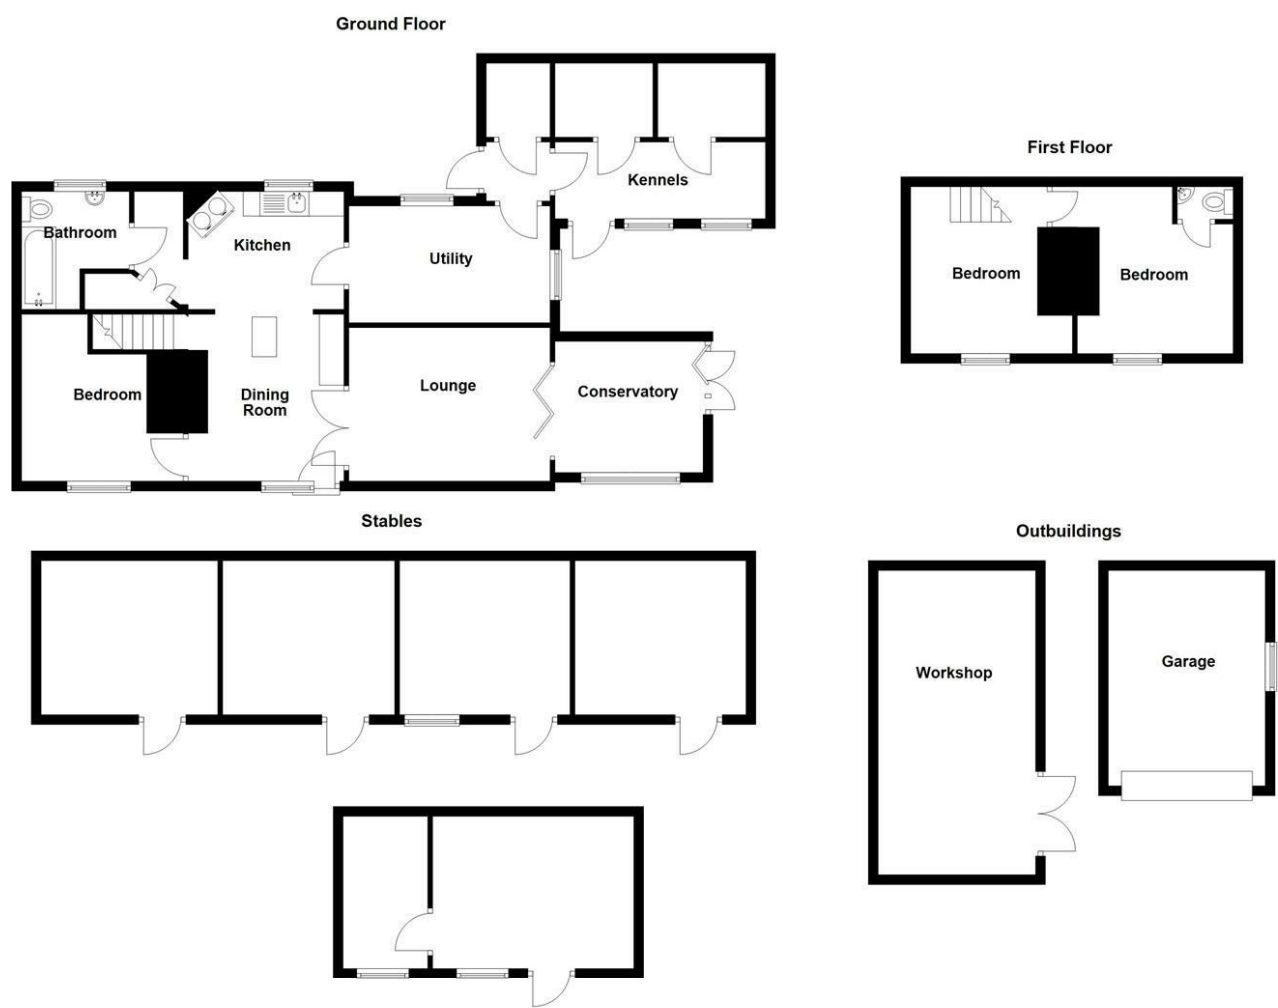 Ground Floor
First Floor
Kennels
Bathroom
Kitchen
Utility
Bedroom
Bedroom
Bedroom
Dining
Room
Lounge
Conservatory
Stables
Outbuildings
Workshop
Garage